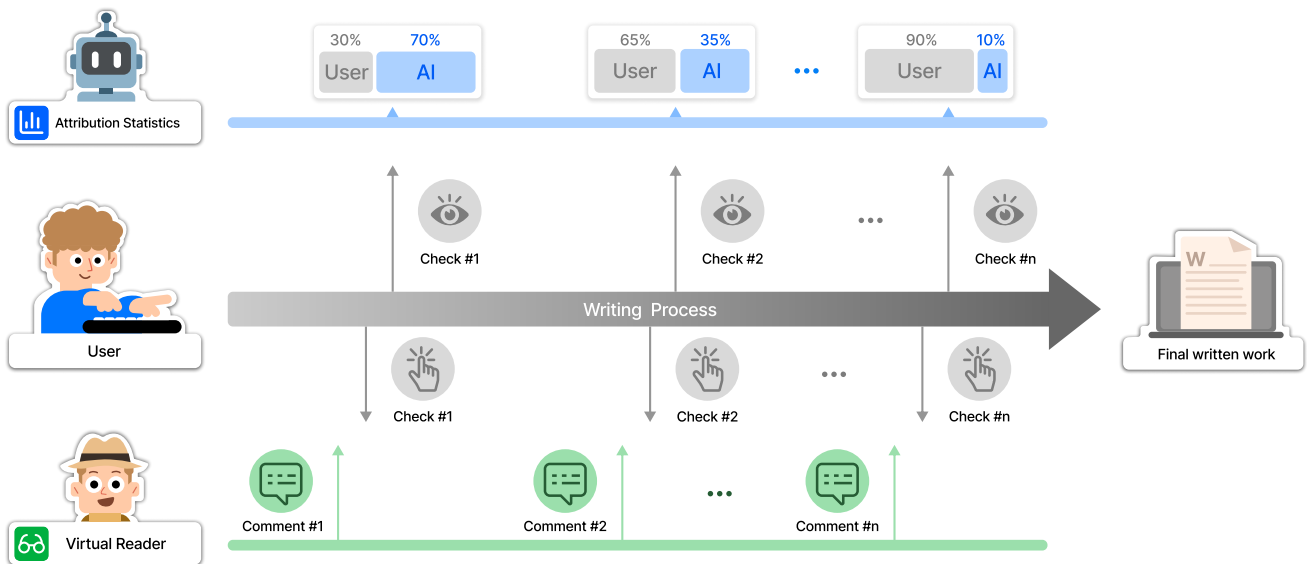 30% 70%
User AI
65% 35%
User AI
90% 10%
User AI
Attribution Statistics
Check #1
Check #2
Check #n
Writing Process
User
W
Final written work
Check #1
Check #2
Check #n
Comment #1
Comment #2
Comment #n
Virtual Reader